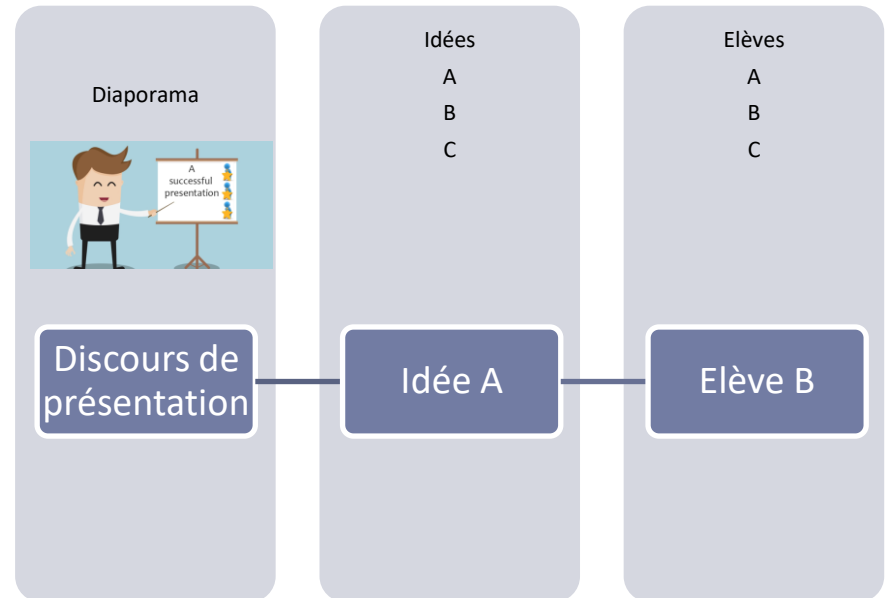 Diaporama
A
successful
presentation
Discours de
présentation
Idées
A
B
C
Idée A
Elèves
A
B
C
Elève B